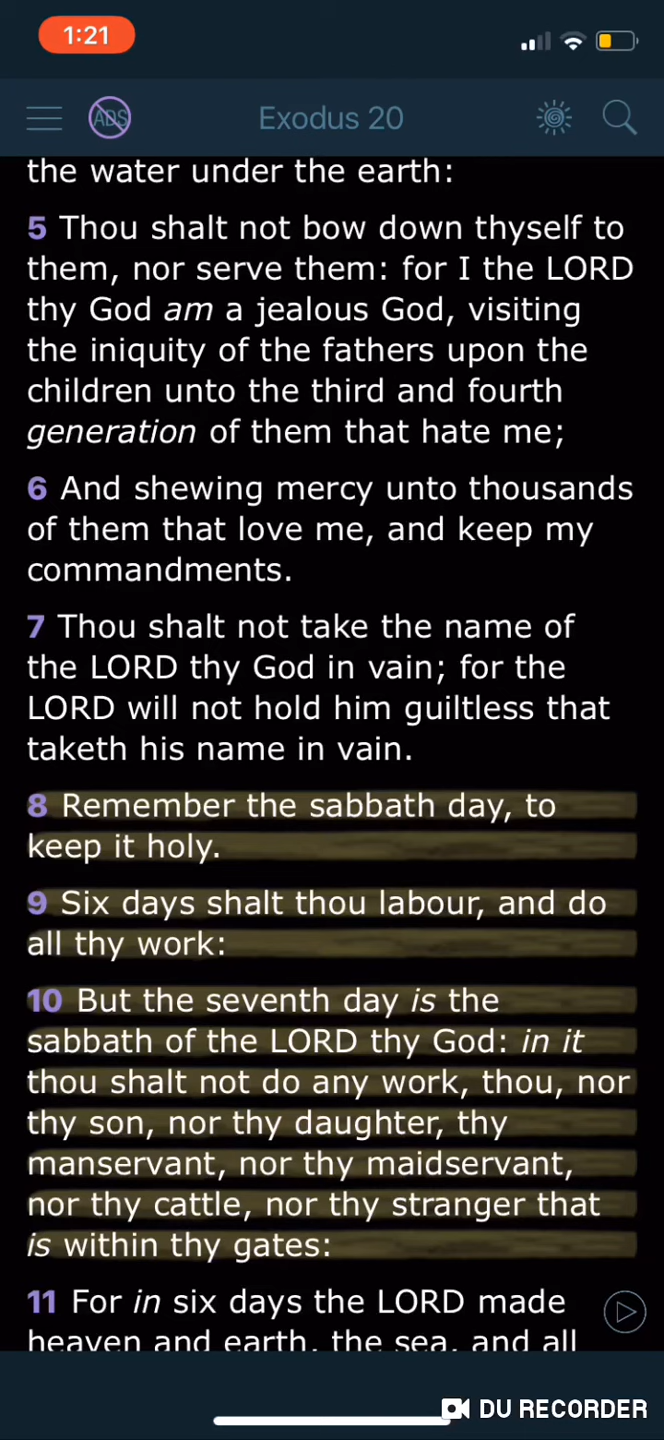 1:21
ADS
Exodus 20
the water under the earth:
5 Thou shalt not bow down thyself to
them, nor serve them: for I the LORD
thy God am a jealous God, visiting
the iniquity of the fathers upon the
children unto the third and fourth
generation of them that hate me;
6 And shewing mercy unto thousands
of them that love me, and keep my
commandments.
7 Thou shalt not take the name of
the LORD thy God in vain; for the
LORD will not hold him guiltless that
taketh his name in vain.
8 Remember the sabbath day, to
keep it holy.
9 Six days shalt thou labour, and do
all thy work:
10 But the seventh day is the
sabbath of the LORD thy God: in it
thou shalt not do any work, thou, nor
thy son, nor thy daughter, thy
manservant, nor thy maidservant,
nor thy cattle, nor thy stranger that
is within thy gates:
11 For in six days the LORD made
heaven and earth, the sea, and all
DU RECORDER